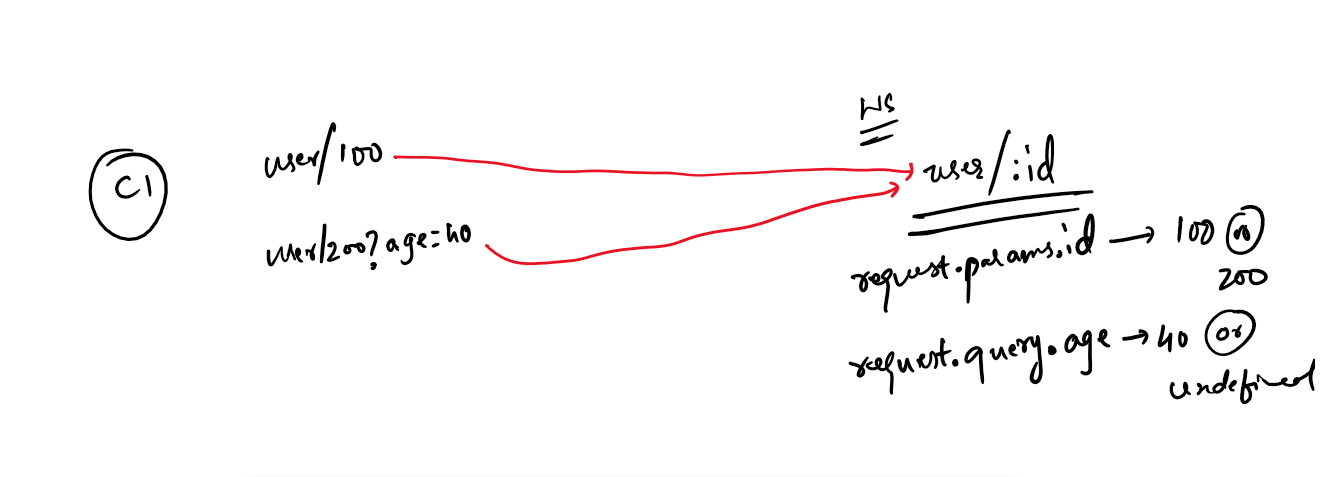 WS
C1
user/100
user/:id
user/200?age=40
request.params.id → 100 or
200
request.query.age → 40 or
undefined